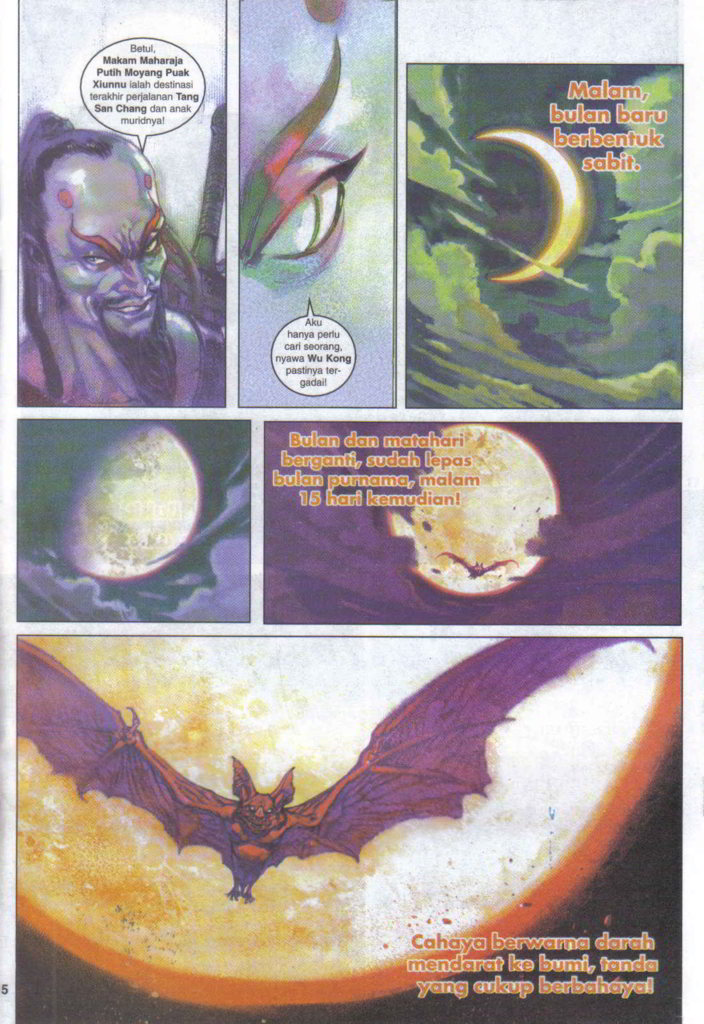 Betul,
Makam Maharaja
Putih Moyang Puak
Xiunnu ialah destinasi
terakhir perjalanan Tang
San Chang dan anak
muridnya!
Aku
hanya perlu
cari seorang,
nyawa Wu Kong
pastinya ter-
gadai!
Malam,
bulan baru
berbentuk
sabit.
Bulan dan matahari
berganti, sudah lepas
bulan purnama, malam
15 hari kemudian!
Cahaya berwarna darah
mendarat ke bumi, tanda
yang cukup berbahaya!
5